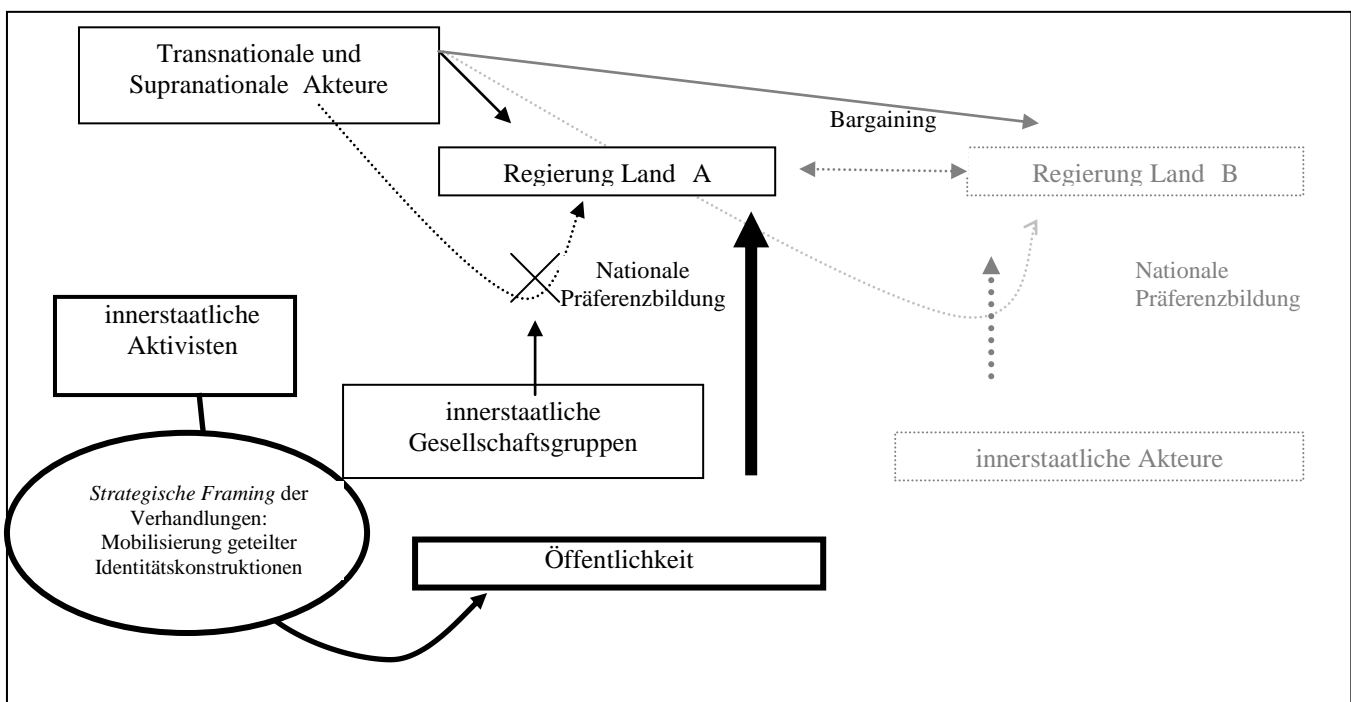 Transnationale und
Supranationale Akteure
Bargaining
Regierung Land A
Regierung Land B
Nationale
Präferenzbildung
Nationale
Präferenzbildung
innerstaatliche
Aktivisten
innerstaatliche
Gesellschaftsgruppen
innerstaatliche Akteure
Strategische Framing der
Verhandlungen:
Mobilisierung geteilter
Identitätskonstruktionen
Öffentlichkeit